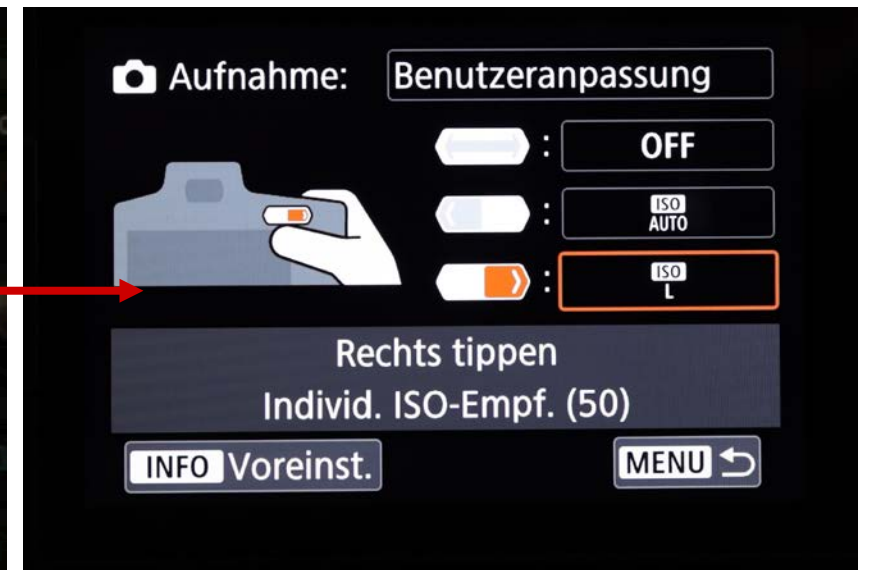 Aufnahme: Benutzeranpassung
: OFF
: ISO AUTO
: ISO L
Rechts tippen
Individ. ISO-Empf. (50)
INFO Voreinst. MENU